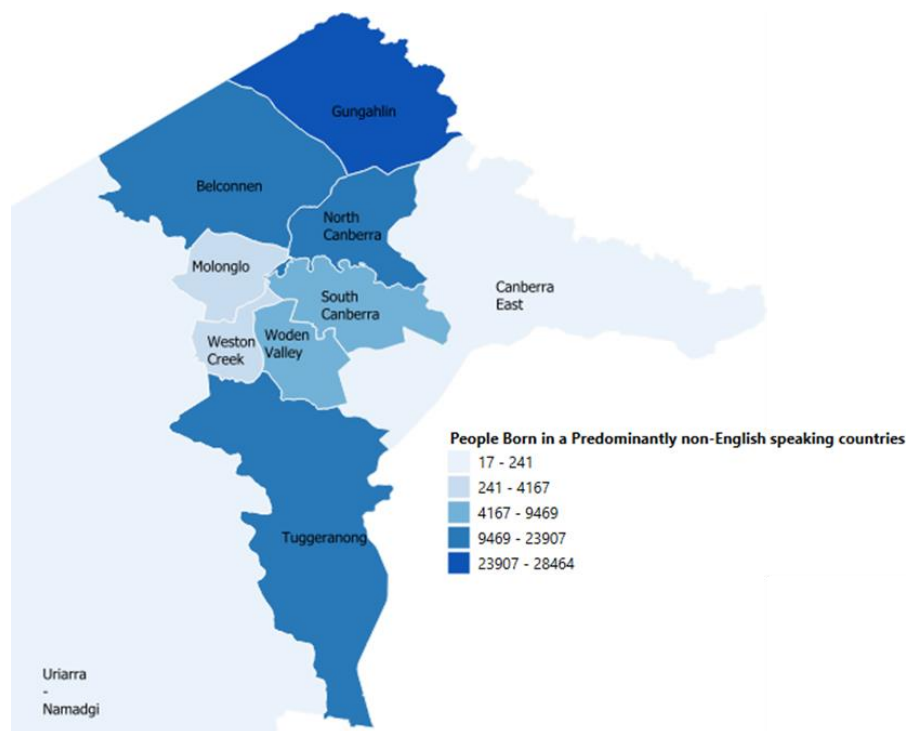 Gungahlin
Belconnen
North
Canberra
Molonglo
South
Canberra
Canberra
East
Weston
Creek
Woden
Valley
People Born in a Predominantly non-English speaking countries
17 - 241
241 - 4167
4167 - 9469
9469 - 23907
23907 - 28464
Tuggeranong
Uriarra
-
Namadgi